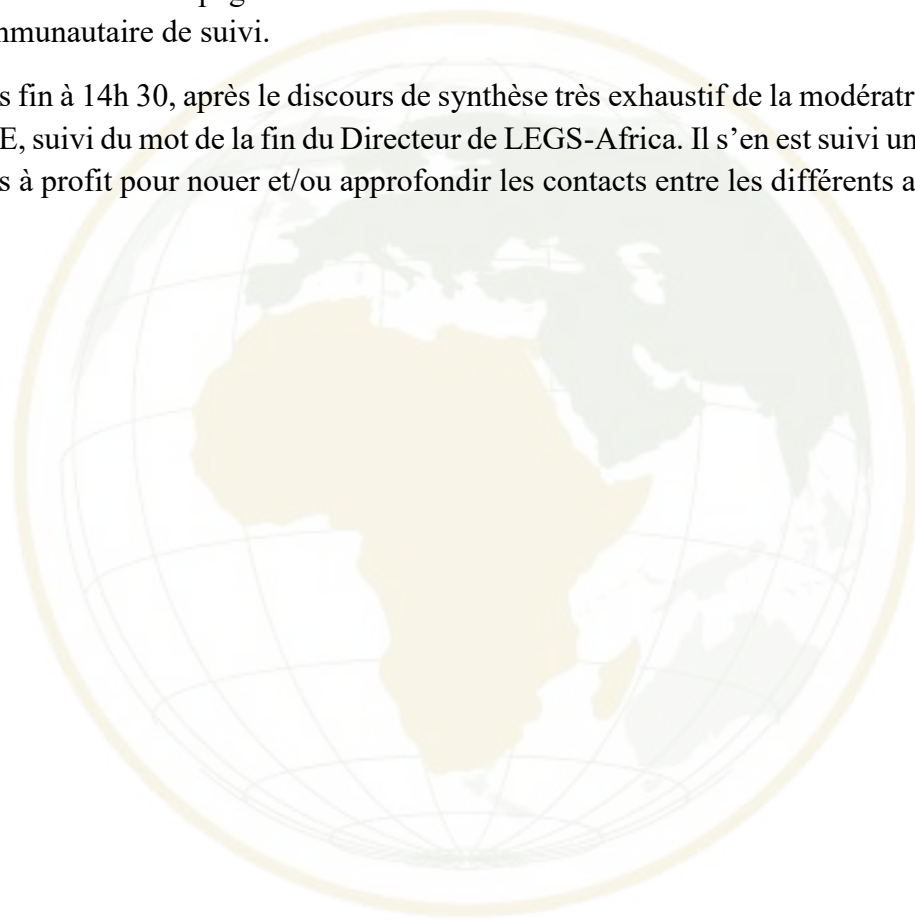 mmunautaire de suivi.
s fin à 14h 30, après le discours de synthèse très exhaustif de la modératr
E, suivi du mot de la fin du Directeur de LEGS-Africa. Il s’en est suivi un
s à profit pour nouer et/ou approfondir les contacts entre les différents a